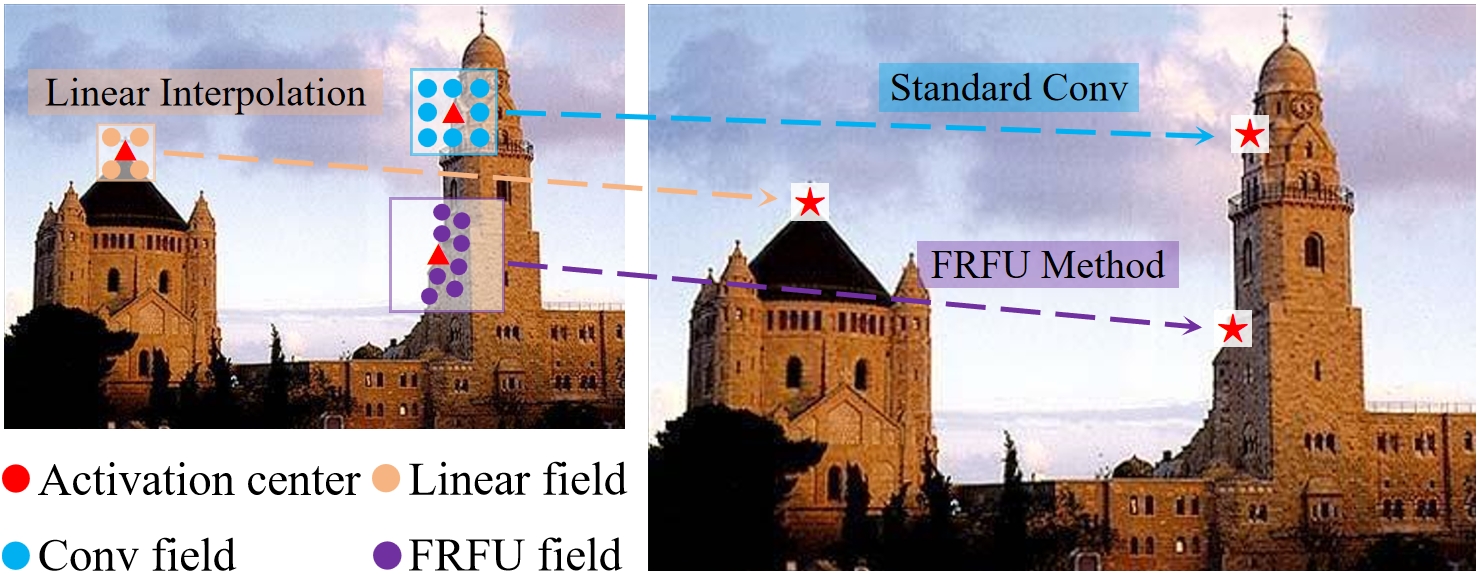 Linear Interpolation
Standard Conv
FRFU Method
Activation center
Linear field
Conv field
FRFU field